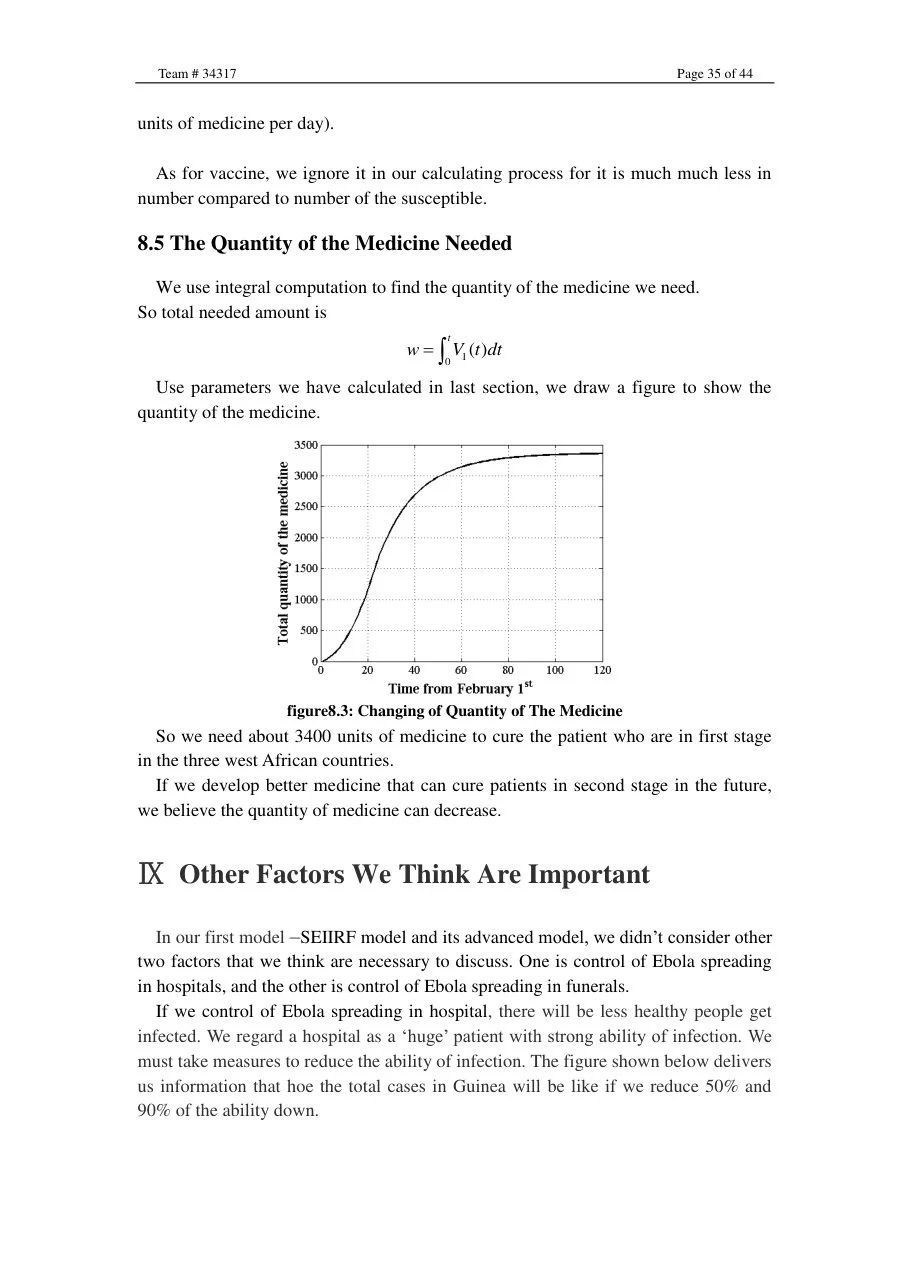 Team # 34317 Page 35 of 44
units of medicine per day).
As for vaccine, we ignore it in our calculating process for it is much much less in
number compared to number of the susceptible.
8.5 The Quantity of the Medicine Needed
We use integral computation to find the quantity of the medicine we need.
So total needed amount is
w = ∫₀ᵗ V₁(t)dt
Use parameters we have calculated in last section, we draw a figure to show the
quantity of the medicine.
Total quantity of the medicine
3500
3000
2500
2000
1500
1000
500
0
0 20 40 60 80 100 120
Time from February 1st
figure8.3: Changing of Quantity of The Medicine
So we need about 3400 units of medicine to cure the patient who are in first stage
in the three west African countries.
If we develop better medicine that can cure patients in second stage in the future,
we believe the quantity of medicine can decrease.
Ⅸ Other Factors We Think Are Important
In our first model –SEIIRF model and its advanced model, we didn’t consider other
two factors that we think are necessary to discuss. One is control of Ebola spreading
in hospitals, and the other is control of Ebola spreading in funerals.
If we control of Ebola spreading in hospital, there will be less healthy people get
infected. We regard a hospital as a ‘huge’ patient with strong ability of infection. We
must take measures to reduce the ability of infection. The figure shown below delivers
us information that hoe the total cases in Guinea will be like if we reduce 50% and
90% of the ability down.